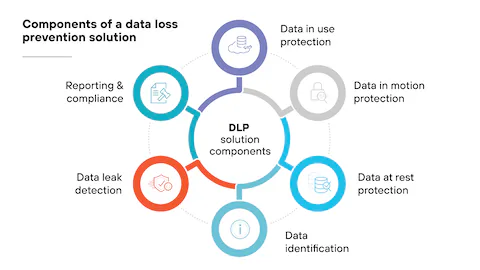 Components of a data loss
prevention solution
Data in use
protection
Reporting &
compliance
Data in motion
protection
DLP
solution
components
Data leak
detection
Data at rest
protection
Data
identification